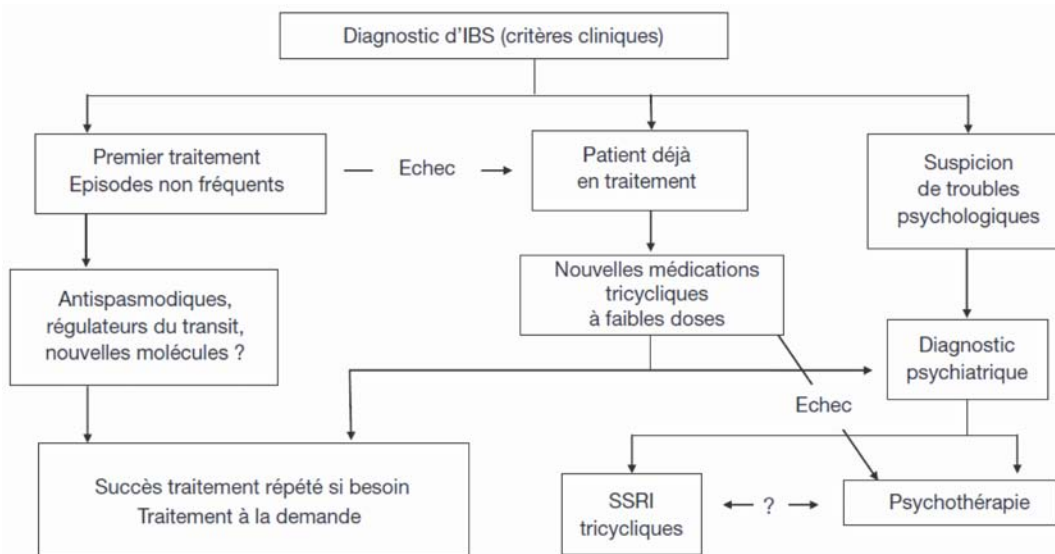 Diagnostic d'IBS (critères cliniques)
Premier traitement
Episodes non fréquents
Echec
Patient déjà
en traitement
Suspicion
de troubles
psychologiques
Antispasmodiques,
régulateurs du transit,
nouvelles molécules ?
Nouvelles médications
tricycliques
à faibles doses
Diagnostic
psychiatrique
Echec
Succès traitement répété si besoin
Traitement à la demande
SSRI
tricycliques
?
Psychothérapie